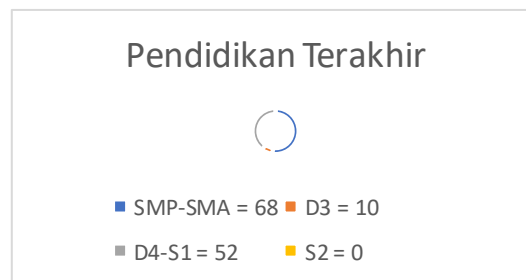 Pendidikan Terakhir
SMP-SMA = 68 D3 = 10
D4-S1 = 52 S2 = 0